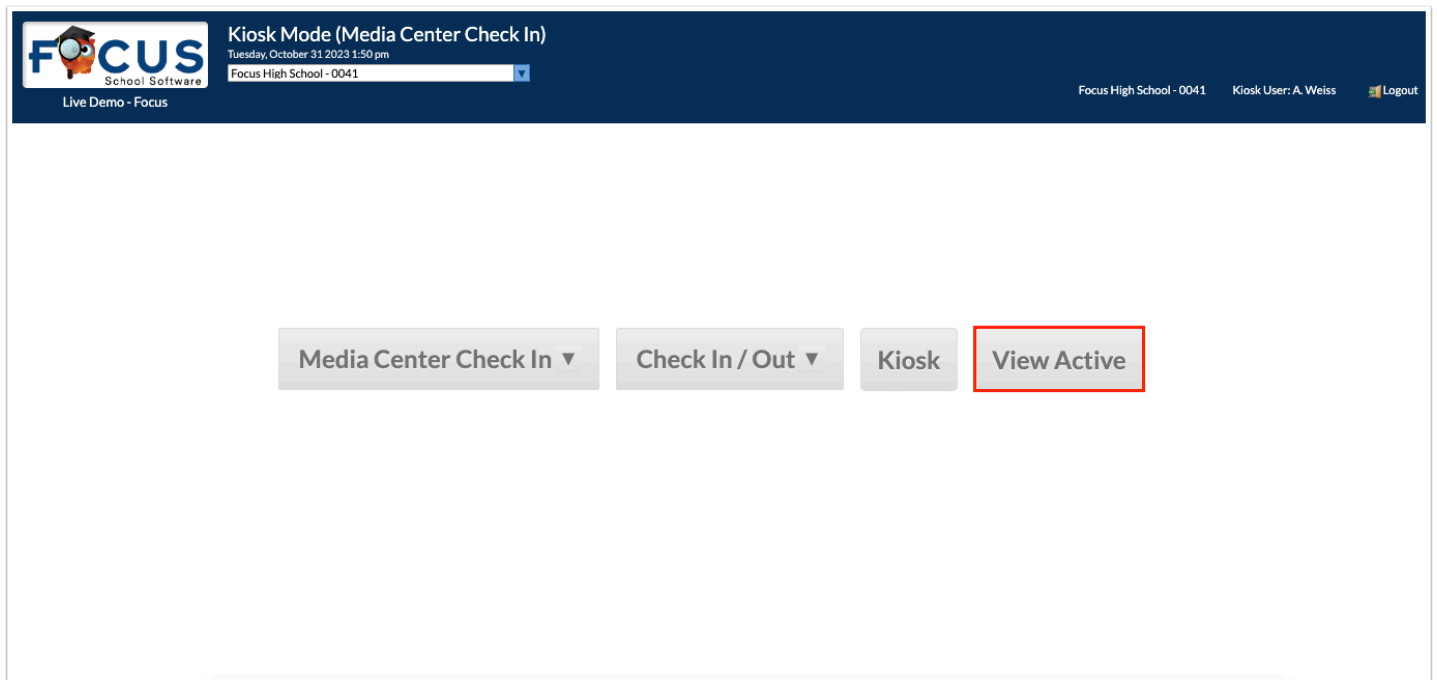 FOCUS
School Software
Live Demo - Focus
Kiosk Mode (Media Center Check In)
Tuesday, October 31 2023 1:50 pm
Focus High School - 0041
Focus High School - 0041 Kiosk User: A. Weiss Logout
Media Center Check In ▼ Check In / Out ▼ Kiosk View Active